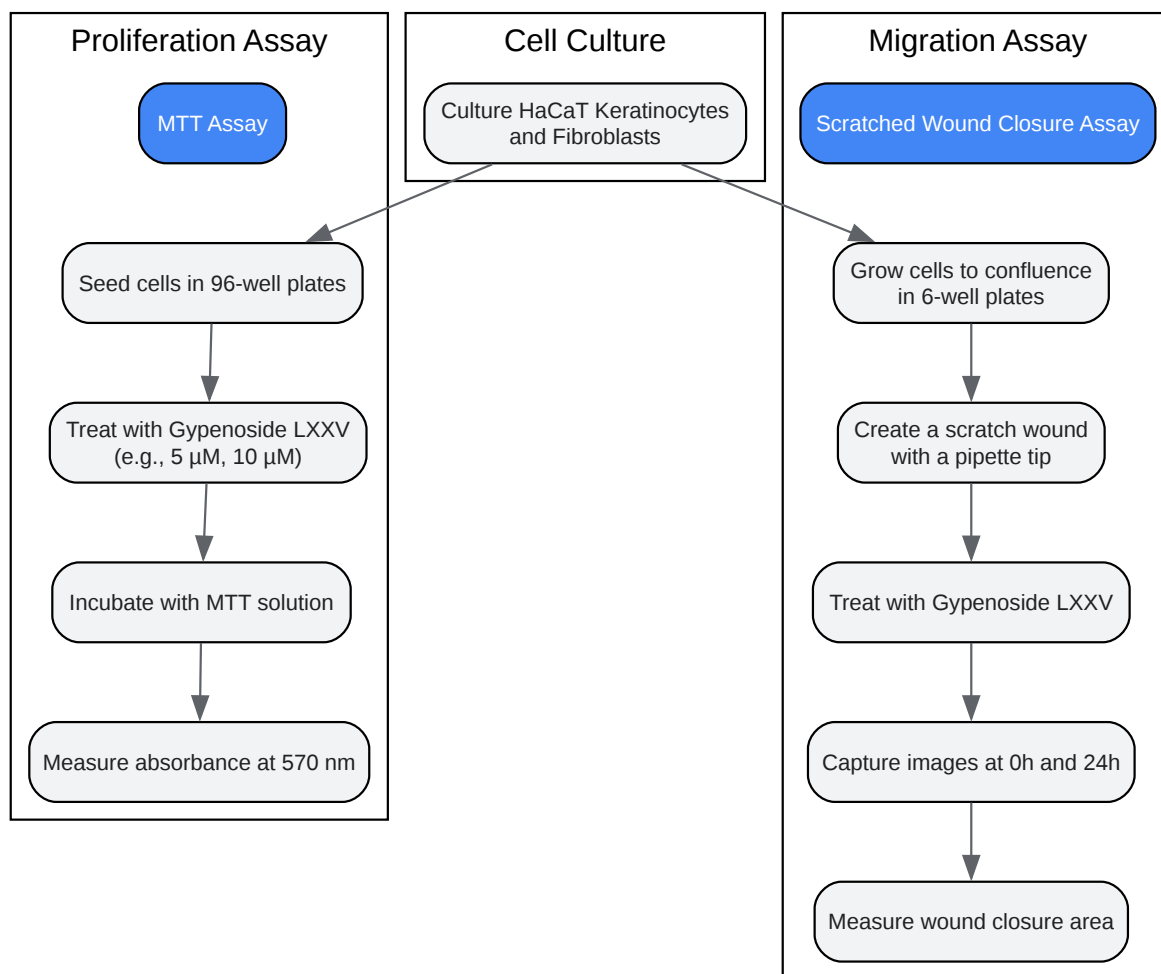 Proliferation Assay
MTT Assay
Seed cells in 96-well plates
Treat with Gypenoside LXXV
(e.g., 5 µM, 10 µM)
Incubate with MTT solution
Measure absorbance at 570 nm
Cell Culture
Culture HaCaT Keratinocytes
and Fibroblasts
Migration Assay
Scratched Wound Closure Assay
Grow cells to confluence
in 6-well plates
Create a scratch wound
with a pipette tip
Treat with Gypenoside LXXV
Capture images at 0h and 24h
Measure wound closure area